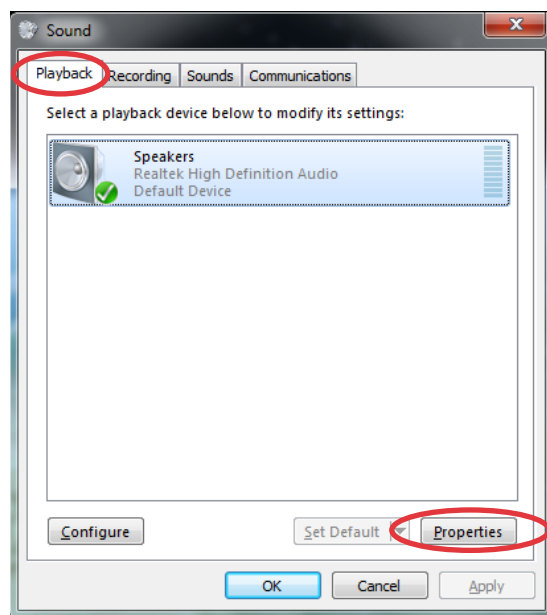 Sound
Playback Recording Sounds Communications
Select a playback device below to modify its settings:
Speakers
Realtek High Definition Audio
Default Device
Configure Set Default Properties
OK Cancel Apply